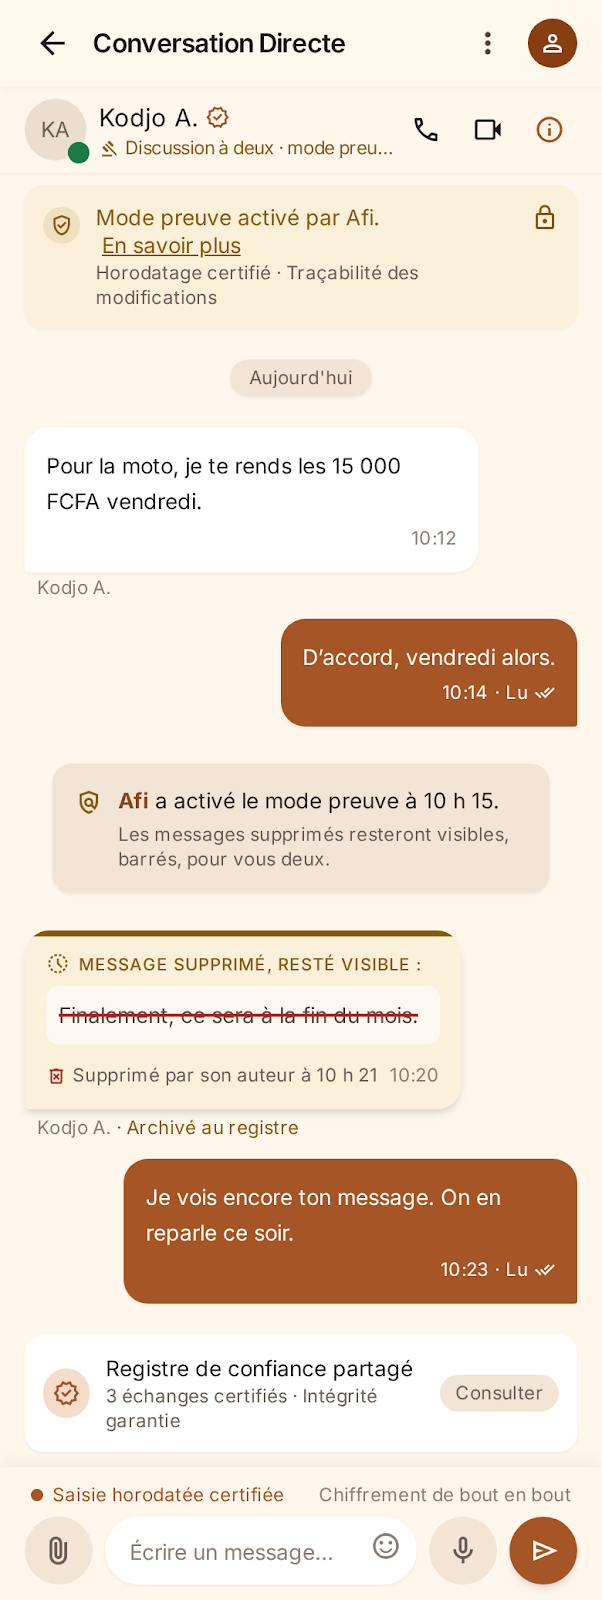 Conversation Directe
KA
Kodjo A.
Discussion à deux · mode preu...
Mode preuve activé par Afi.
En savoir plus
Horodatage certifié · Traçabilité des
modifications
Aujourd'hui
Pour la moto, je te rends les 15 000
FCFA vendredi.
10:12
Kodjo A.
D’accord, vendredi alors.
10:14 · Lu
Afi a activé le mode preuve à 10 h 15.
Les messages supprimés resteront visibles,
barrés, pour vous deux.
MESSAGE SUPPRIMÉ, RESTÉ VISIBLE :
Finalement, ce sera à la fin du mois.
Supprimé par son auteur à 10 h 21 10:20
Kodjo A. · Archivé au registre
Je vois encore ton message. On en
reparle ce soir.
10:23 · Lu
Registre de confiance partagé
3 échanges certifiés · Intégrité
garantie
Consulter
Saisie horodatée certifiée Chiffrement de bout en bout
Écrire un message...